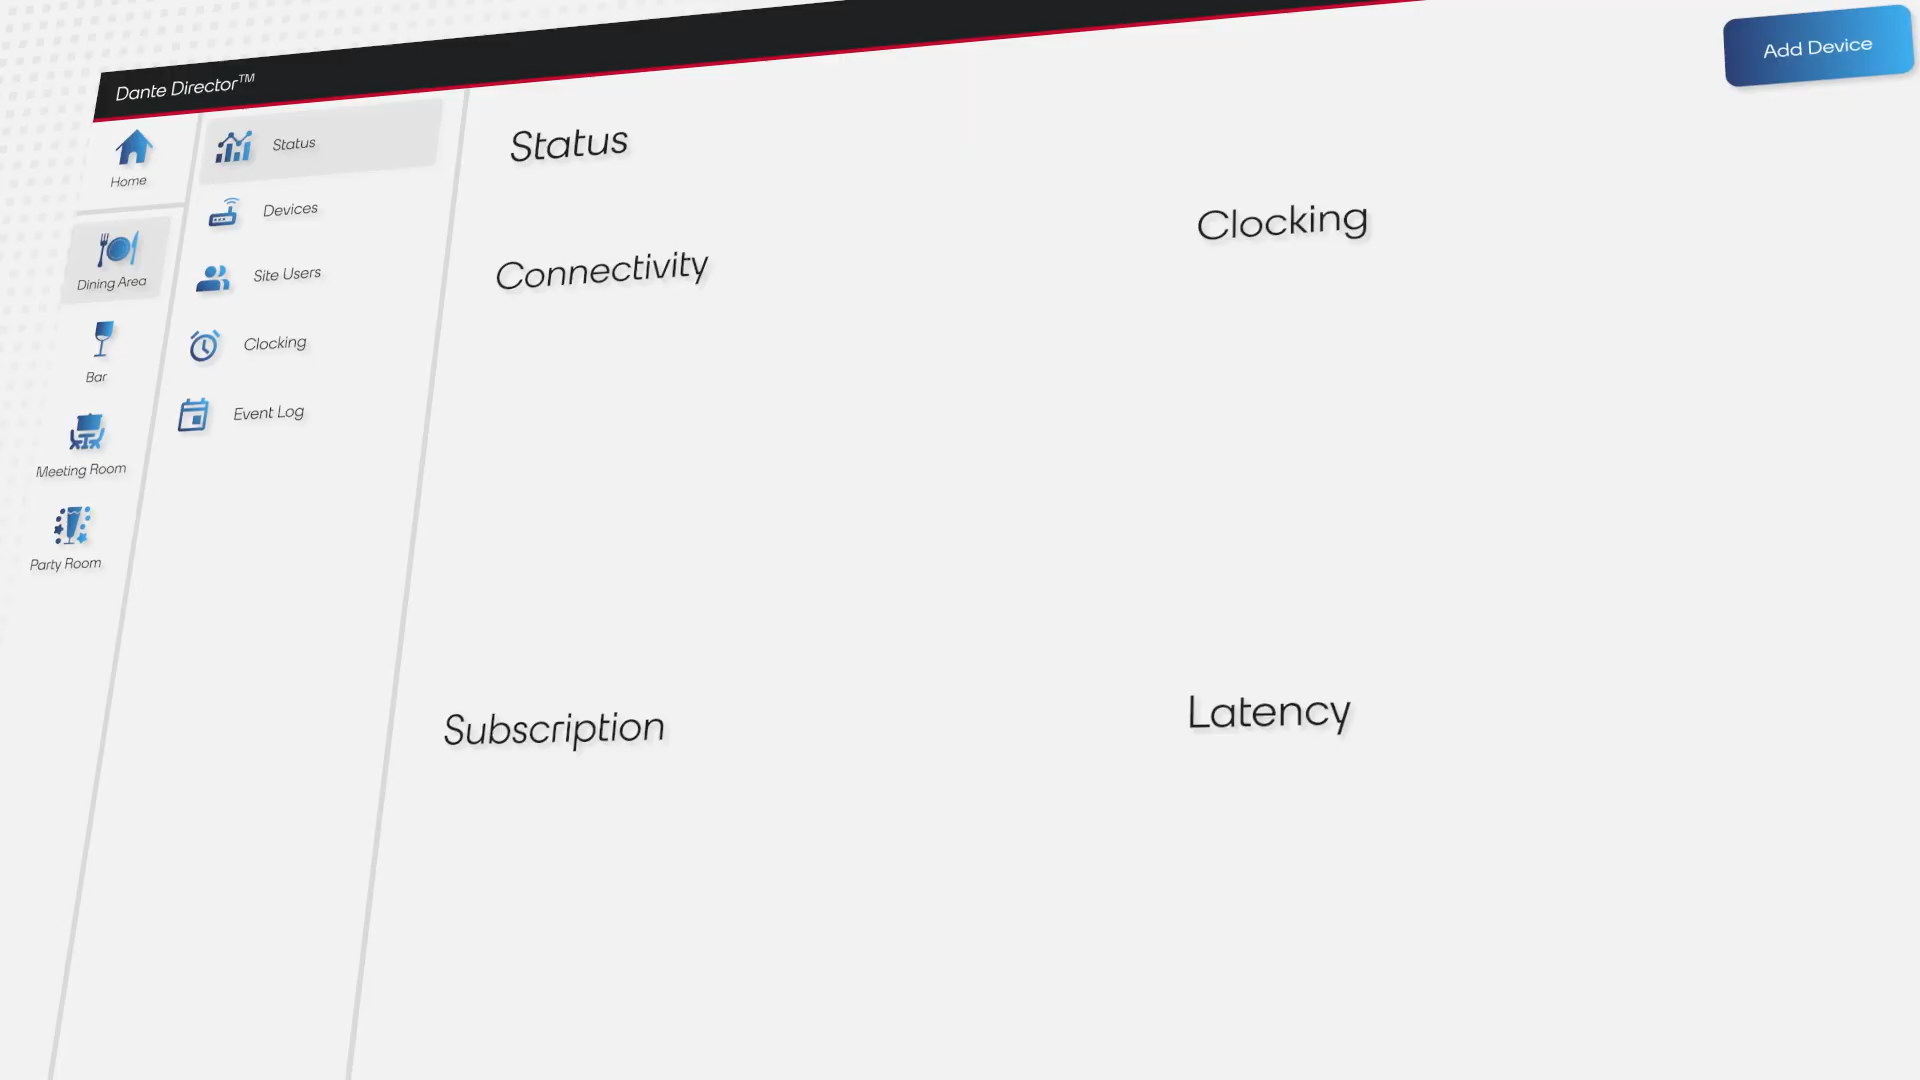 Dante Director™
Add Device
Home
Dining Area
Bar
Meeting Room
Party Room
Status
Devices
Site Users
Clocking
Event Log
Status
Connectivity
Clocking
Subscription
Latency